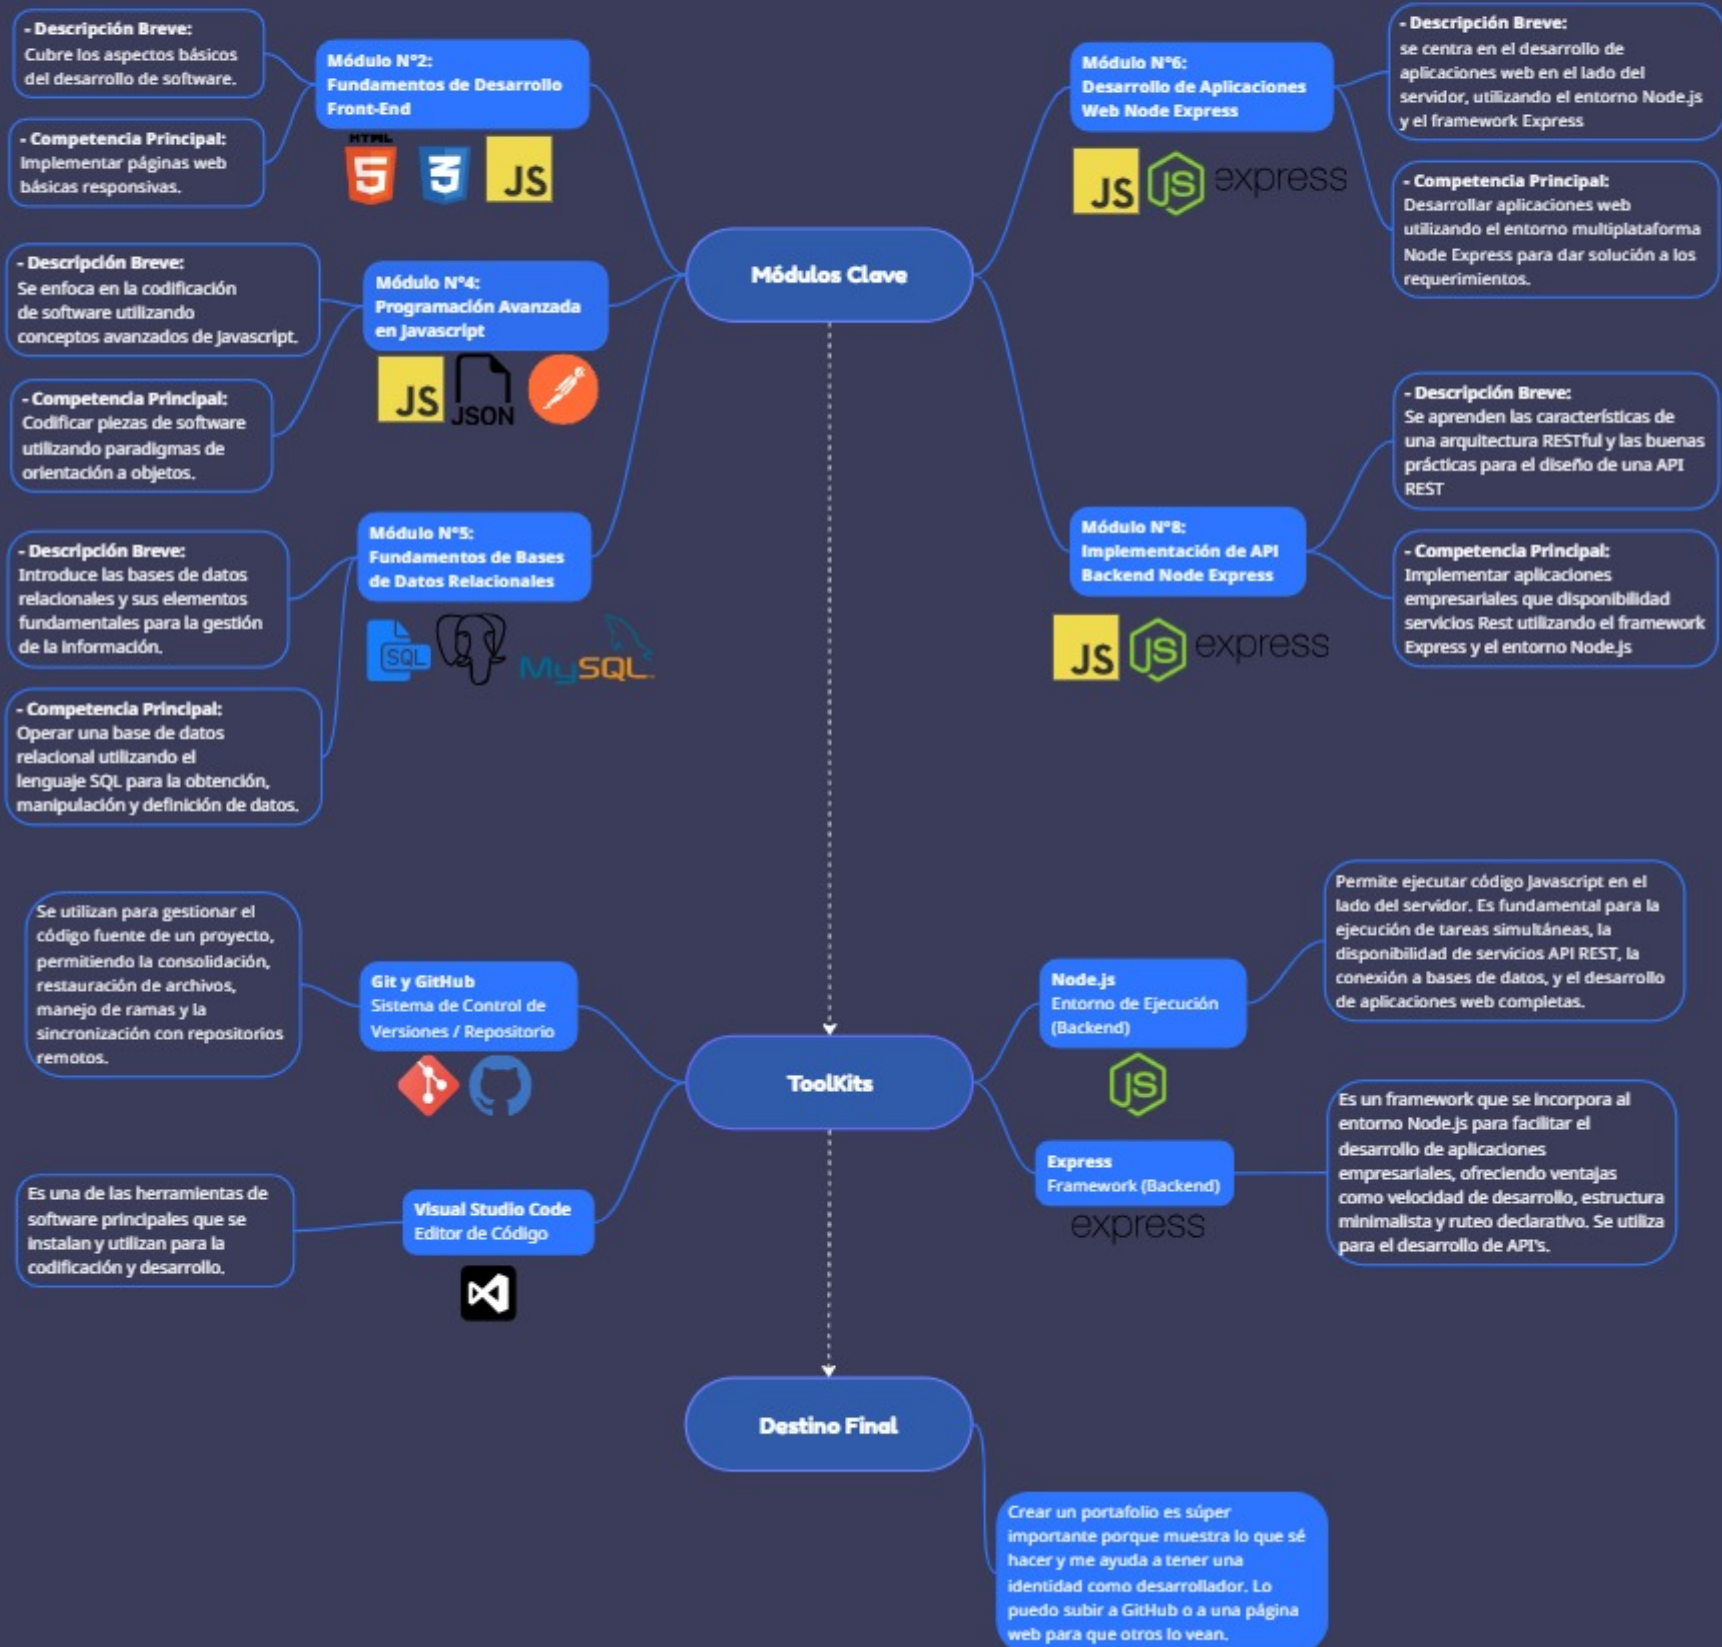 - Descripción Breve:
Cubre los aspectos básicos
del desarrollo de software.
- Competencia Principal:
Implementar páginas web
básicas responsivas.
Módulo N°2:
Fundamentos de Desarrollo
Front-End
HTML
5
3
JS
- Descripción Breve:
Se enfoca en la codificación
de software utilizando
conceptos avanzados de Javascript.
- Competencia Principal:
Codificar piezas de software
utilizando paradigmas de
orientación a objetos.
Módulo N°4:
Programación Avanzada
en Javascript
JS
JSON
- Descripción Breve:
Introduce las bases de datos
relacionales y sus elementos
fundamentales para la gestión
de la información.
- Competencia Principal:
Operar una base de datos
relacional utilizando el
lenguaje SQL para la obtención,
manipulación y definición de datos.
Módulo N°5:
Fundamentos de Bases
de Datos Relacionales
SQL
MySQL
Módulos Clave
Módulo N°6:
Desarrollo de Aplicaciones
Web Node Express
JS
JS
express
- Descripción Breve:
se centra en el desarrollo de
aplicaciones web en el lado del
servidor, utilizando el entorno Node.js
y el framework Express
- Competencia Principal:
Desarrollar aplicaciones web
utilizando el entorno multiplataforma
Node Express para dar solución a los
requerimientos.
Módulo N°8:
Implementación de API
Backend Node Express
JS
JS
express
- Descripción Breve:
Se aprenden las características de
una arquitectura RESTful y las buenas
prácticas para el diseño de una API
REST
- Competencia Principal:
Implementar aplicaciones
empresariales que disponibilidad
servicios Rest utilizando el framework
Express y el entorno Node.js
Se utilizan para gestionar el
código fuente de un proyecto,
permitiendo la consolidación,
restauración de archivos,
manejo de ramas y la
sincronización con repositorios
remotos.
Git y GitHub
Sistema de Control de
Versiones / Repositorio
Es una de las herramientas de
software principales que se
instalan y utilizan para la
codificación y desarrollo.
Visual Studio Code
Editor de Código
ToolKits
Node.js
Entorno de Ejecución
(Backend)
JS
Permite ejecutar código Javascript en el
lado del servidor. Es fundamental para la
ejecución de tareas simultáneas, la
disponibilidad de servicios API REST, la
conexión a bases de datos, y el desarrollo
de aplicaciones web completas.
Express
Framework (Backend)
express
Es un framework que se incorpora al
entorno Node.js para facilitar el
desarrollo de aplicaciones
empresariales, ofreciendo ventajas
como velocidad de desarrollo, estructura
minimalista y ruteo declarativo. Se utiliza
para el desarrollo de API's.
Destino Final
Crear un portafolio es súper
importante porque muestra lo que sé
hacer y me ayuda a tener una
identidad como desarrollador. Lo
puedo subir a GitHub o a una página
web para que otros lo vean.